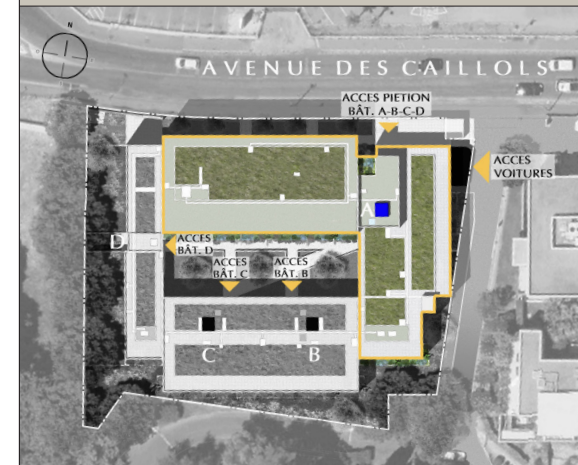 N
AVENUE DES CAILLOLS
ACCES PIETION
BÂT. A-B-C-D
ACCES
VOITURES
A
D
ACCES
BÂT. D
ACCES
BÂT. C
ACCES
BÂT. B
C
B